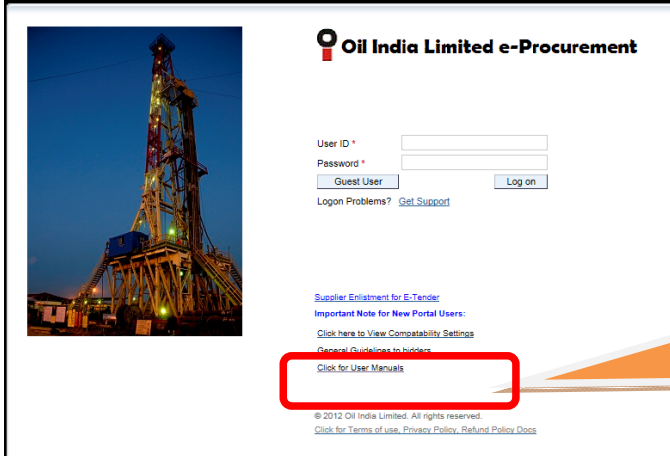 Oil India Limited e-Procurement
User ID *
Password *
Guest User Log on
Logon Problems? Get Support
Supplier Enlistment for E-Tender
Important Note for New Portal Users:
Click here to View Compatability Settings
General Guidelines to bidders
Click for User Manuals
© 2012 Oil India Limited. All rights reserved.
Click for Terms of use, Privacy Policy, Refund Policy Docs